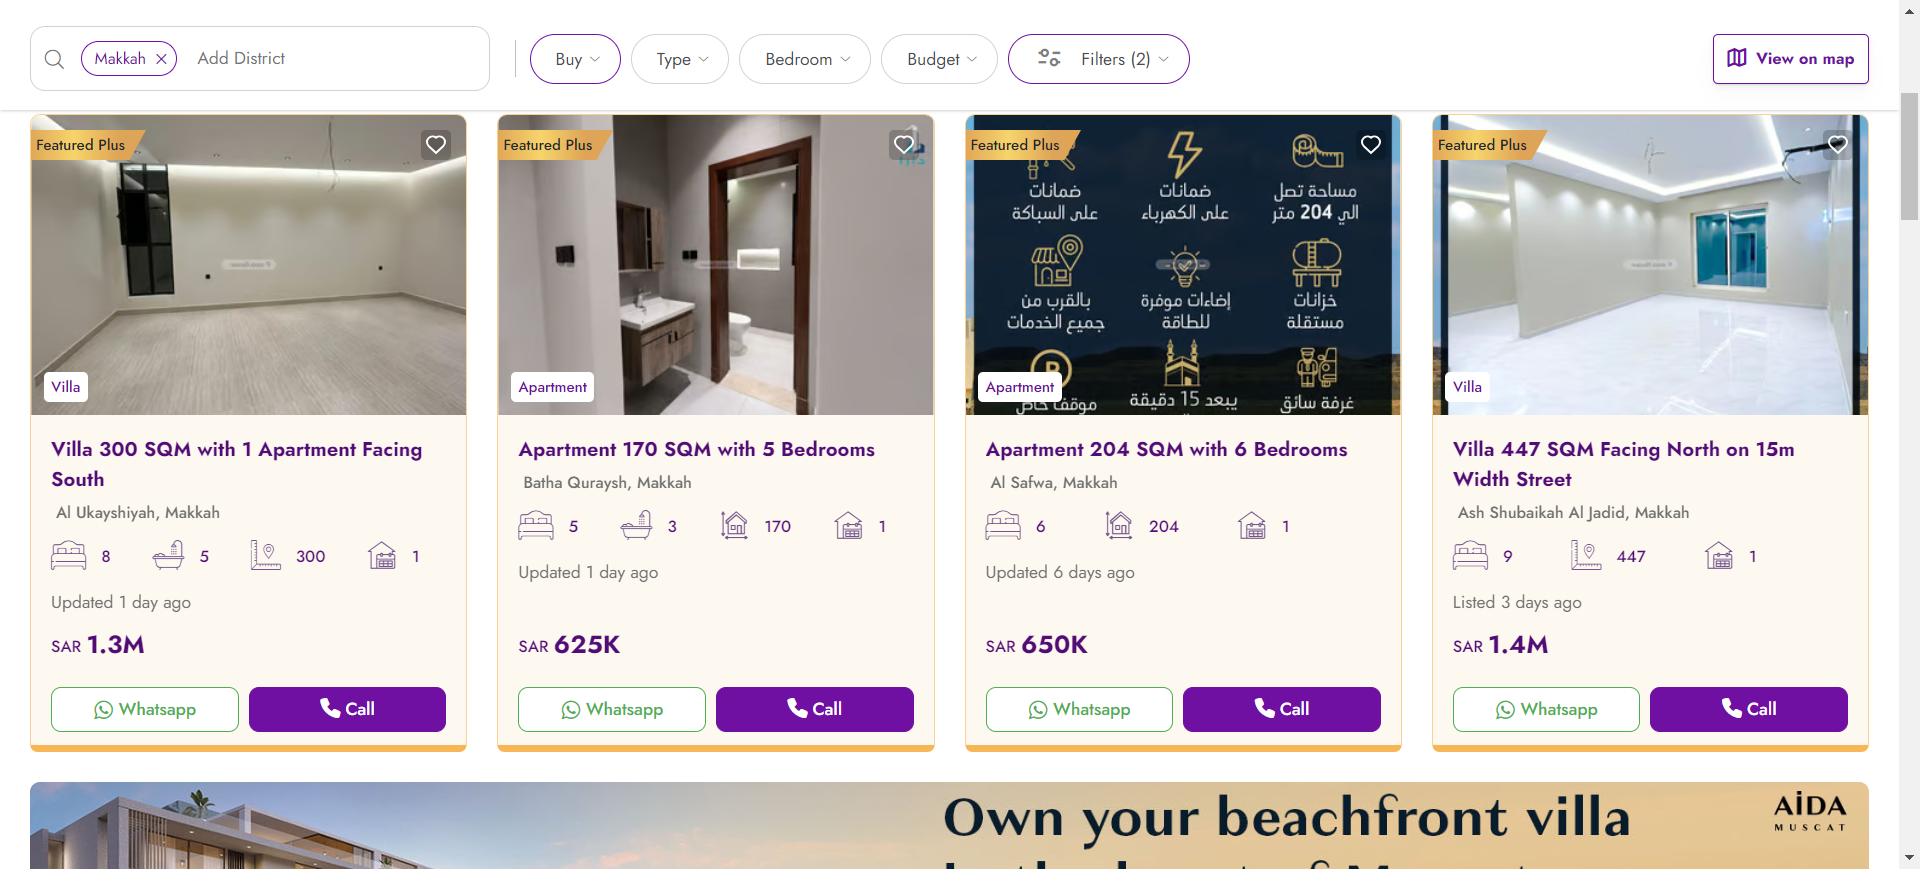 Makkah
Add District
Buy
Type
Bedroom
Budget
Filters (2)
View on map
Featured Plus
Villa
Villa 300 SQM with 1 Apartment Facing
South
Al Ukayshiyah, Makkah
8
5
300
1
Updated 1 day ago
SAR 1.3M
Whatsapp
Call
Featured Plus
Apartment
Apartment 170 SQM with 5 Bedrooms
Batha Quraysh, Makkah
5
3
170
1
Updated 1 day ago
SAR 625K
Whatsapp
Call
Featured Plus
ضمانات
على السباكة
ضمانات
على الكهرباء
مساحة تصل
الي 204 متر
بالقرب من
جميع الخدمات
إضاءات موفرة
للطاقة
خزانات
مستقلة
موقف خاص
يبعد 15 دقيقة
غرفة سائق
Apartment
Apartment 204 SQM with 6 Bedrooms
Al Safwa, Makkah
6
204
1
Updated 6 days ago
SAR 650K
Whatsapp
Call
Featured Plus
Villa
Villa 447 SQM Facing North on 15m
Width Street
Ash Shubaikah Al Jadid, Makkah
9
447
1
Listed 3 days ago
SAR 1.4M
Whatsapp
Call
Own your beachfront villa
AIDA
MUSCAT